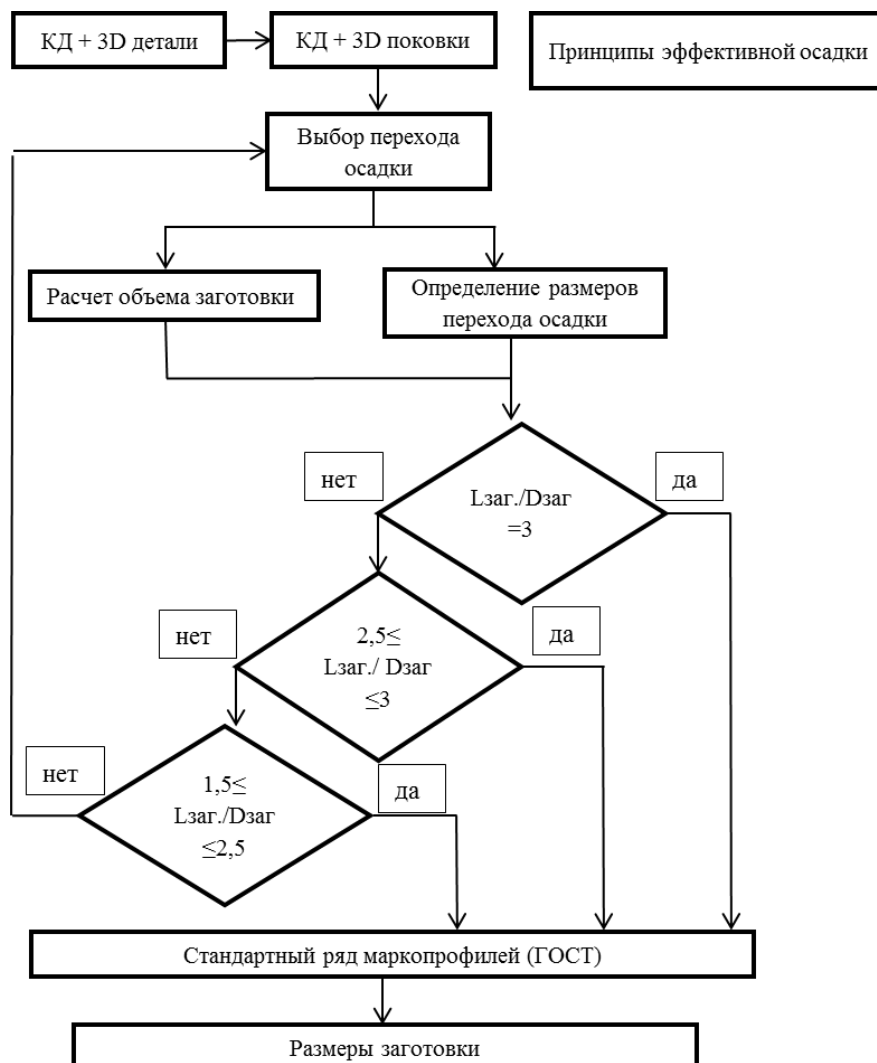 КД + 3D детали
КД + 3D поковки
Принципы эффективной осадки
Выбор перехода
осадки
Расчет объема заготовки
Определение размеров
перехода осадки
нет
да
Lзаг./Dзаг
=3
нет
да
2,5≤
Lзаг./ Dзаг
≤3
нет
да
1,5≤
Lзаг./Dзаг
≤2,5
Стандартный ряд маркопрофилей (ГОСТ)
Размеры заготовки